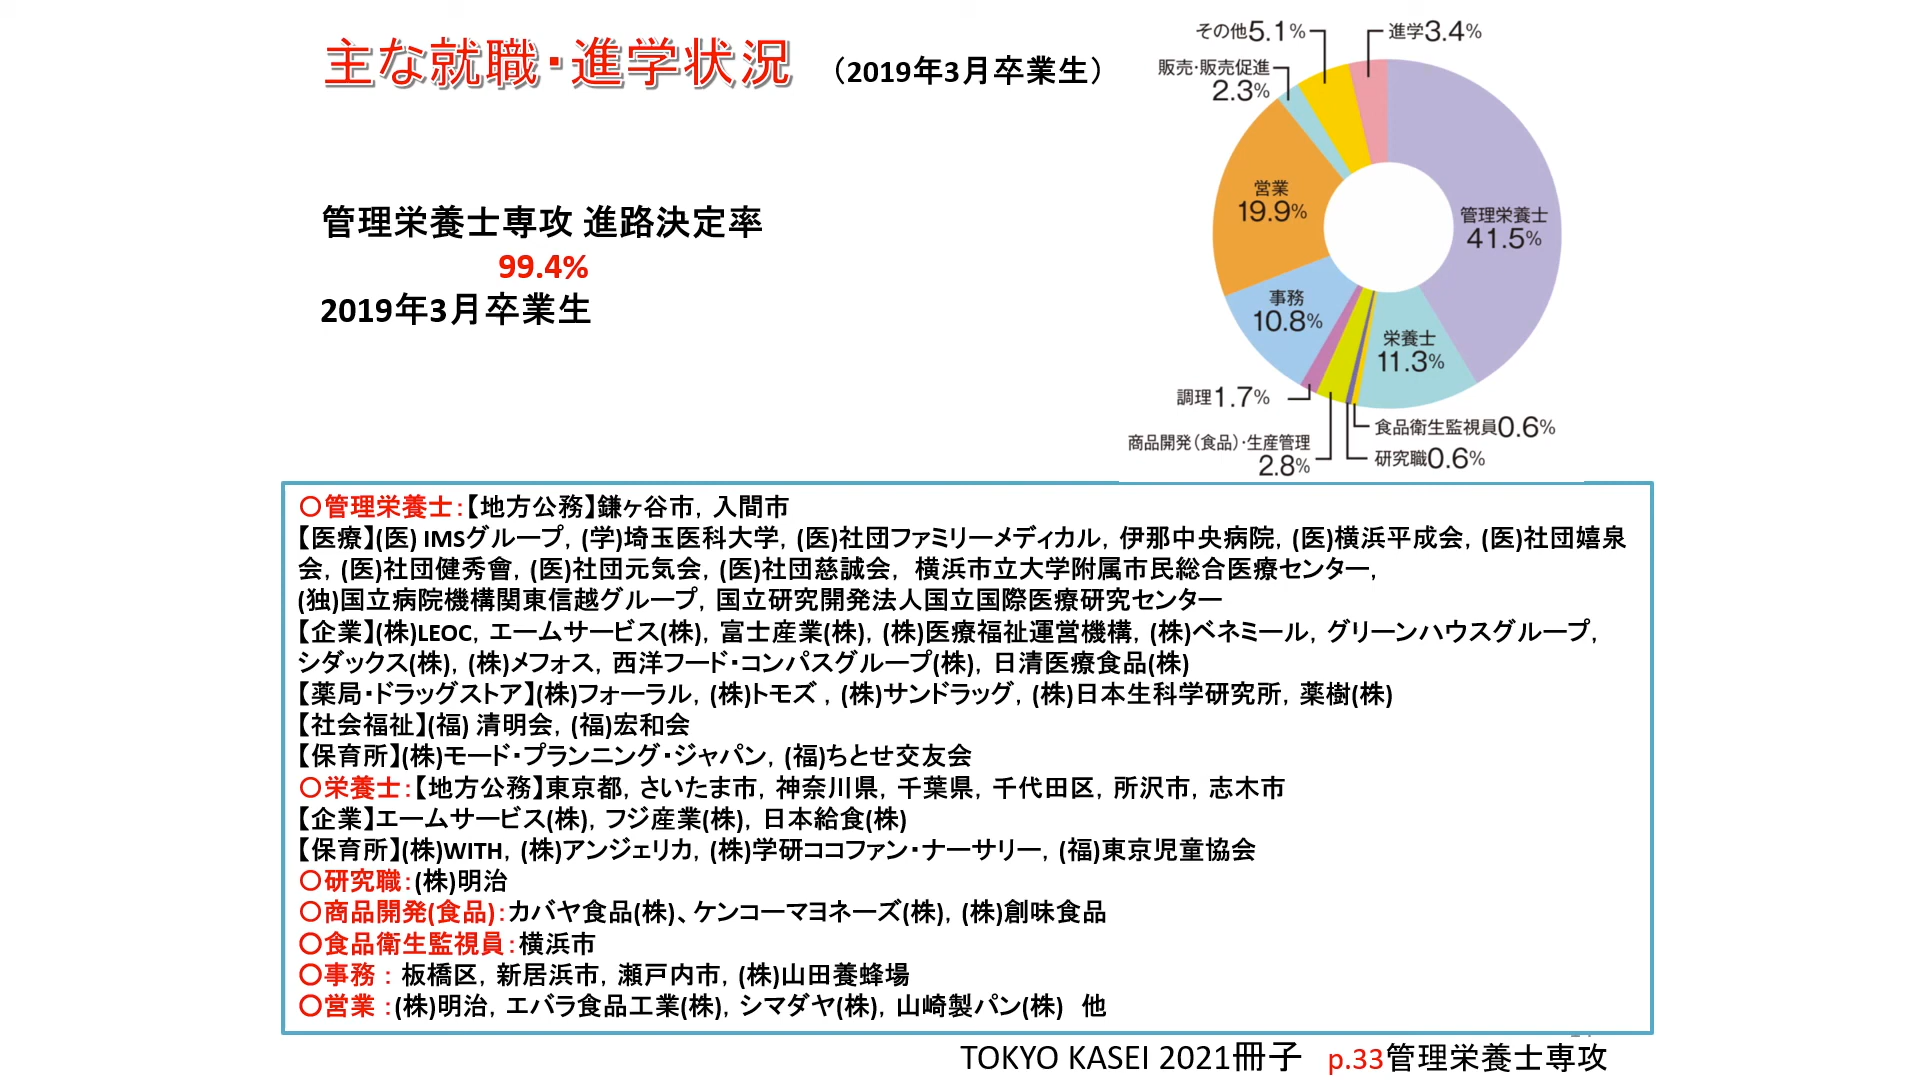 主な就職・進学状況 （2019年3月卒業生）
管理栄養士専攻 進路決定率
99.4%
2019年3月卒業生
その他5.1%
進学3.4%
販売・販売促進
2.3%
営業
19.9%
管理栄養士
41.5%
事務
10.8%
栄養士
11.3%
調理1.7%
食品衛生監視員0.6%
商品開発（食品）・生産管理
2.8%
研究職0.6%
〇管理栄養士：【地方公務】鎌ヶ谷市，入間市
【医療】(医) IMSグループ，(学)埼玉医科大学，(医)社団ファミリーメディカル，伊那中央病院，(医)横浜平成会，(医)社団嬉泉
会，(医)社団健秀會，(医)社団元気会，(医)社団慈誠会， 横浜市立大学附属市民総合医療センター，
(独)国立病院機構関東信越グループ，国立研究開発法人国立国際医療研究センター
【企業】(株)LEOC，エームサービス(株)，富士産業(株)，(株)医療福祉運営機構，(株)ベネミール，グリーンハウスグループ，
シダックス(株)，(株)メフォス，西洋フード・コンパスグループ(株)，日清医療食品(株)
【薬局・ドラッグストア】(株)フォーラル，(株)トモズ，(株)サンドラッグ，(株)日本生科学研究所，薬樹(株)
【社会福祉】(福) 清明会，(福)宏和会
【保育所】(株)モード・プランニング・ジャパン，(福)ちとせ交友会
〇栄養士：【地方公務】東京都，さいたま市，神奈川県，千葉県，千代田区，所沢市，志木市
【企業】エームサービス(株)，フジ産業(株)，日本給食(株)
【保育所】(株)WITH，(株)アンジェリカ，(株)学研ココファン・ナーサリー，(福)東京児童協会
〇研究職：(株)明治
〇商品開発(食品)：カバヤ食品(株)、ケンコーマヨネーズ(株)，(株)創味食品
〇食品衛生監視員：横浜市
〇事務： 板橋区，新居浜市，瀬戸内市，(株)山田養蜂場
〇営業：(株)明治，エバラ食品工業(株)，シマダヤ(株)，山崎製パン(株) 他
TOKYO KASEI 2021冊子 p.33管理栄養士専攻